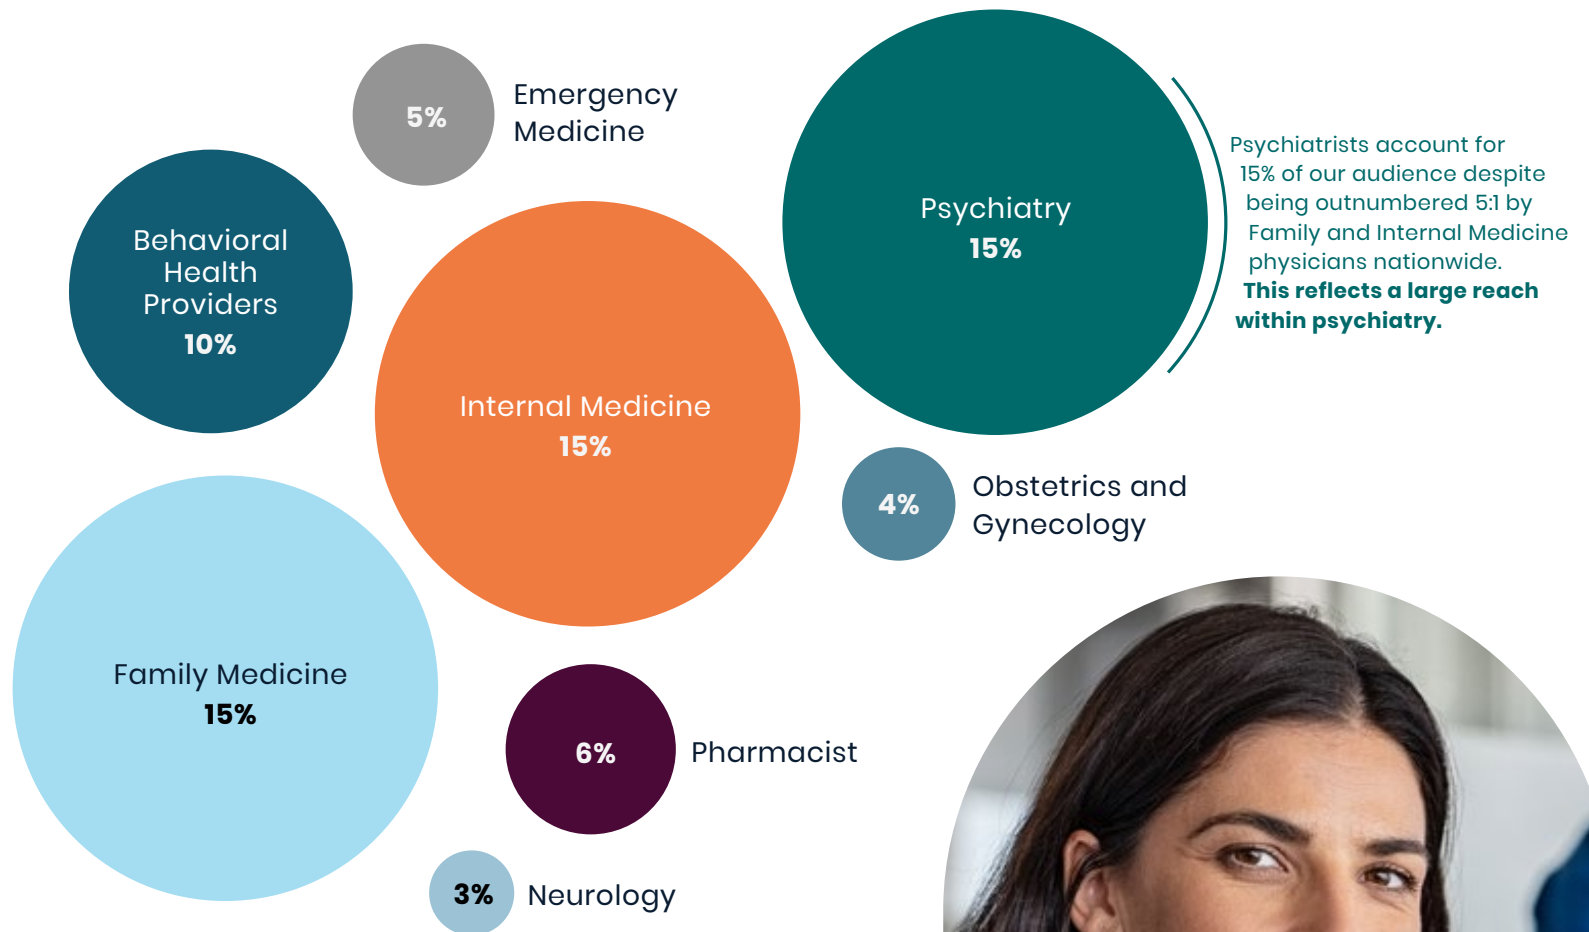 5%
Emergency
Medicine
Behavioral
Health
Providers
10%
Psychiatry
15%
Psychiatrists account for
15% of our audience despite
being outnumbered 5:1 by
Family and Internal Medicine
physicians nationwide.
This reflects a large reach
within psychiatry.
Internal Medicine
15%
4%
Obstetrics and
Gynecology
Family Medicine
15%
6%
Pharmacist
3%
Neurology